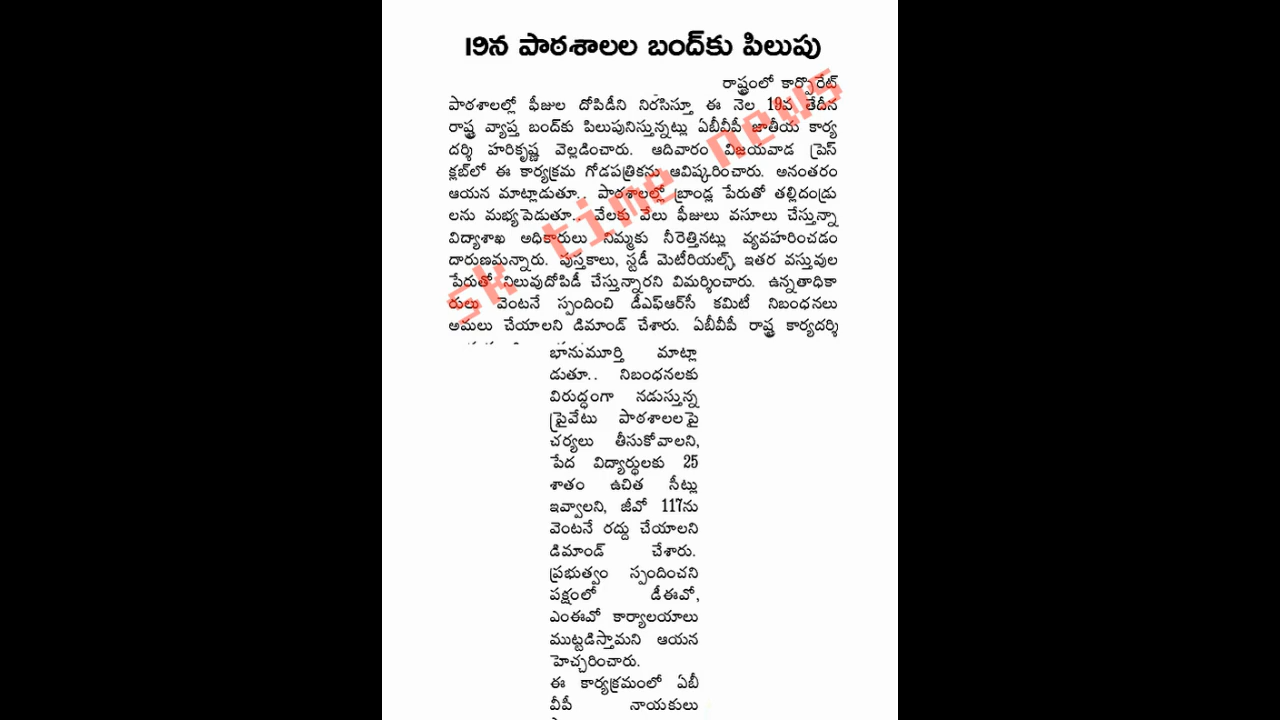 19న పాఠశాలల బంద్‌కు పిలుపు
రాష్ట్రంలో కార్పొరేట్
పాఠశాలల్లో ఫీజుల దోపిడీని నిరసిస్తూ ఈ నెల 19వ తేదీన
రాష్ట్ర వ్యాప్త బంద్‌కు పిలుపునిస్తున్నట్లు ఏబీవీపీ జాతీయ కార్య
దర్శి హరికృష్ణ వెల్లడించారు. ఆదివారం విజయవాడ ప్రెస్
క్లబ్‌లో ఈ కార్యక్రమ గోడపత్రికను ఆవిష్కరించారు. అనంతరం
ఆయన మాట్లాడుతూ.. పాఠశాలల్లో బ్రాండ్ల పేరుతో తల్లిదండ్రు
లను మభ్యపెడుతూ.. వేలకు వేలు ఫీజులు వసూలు చేస్తున్నా
విద్యాశాఖ అధికారులు నిమ్మకు నీరెత్తినట్లు వ్యవహరించడం
దారుణమన్నారు. పుస్తకాలు, స్టడీ మెటీరియల్స్, ఇతర వస్తువుల
పేరుతో నిలువుదోపిడీ చేస్తున్నారని విమర్శించారు. ఉన్నతాధికా
రులు వెంటనే స్పందించి డీఎఫ్ఆర్‌సీ కమిటీ నిబంధనలు
అమలు చేయాలని డిమాండ్ చేశారు. ఏబీవీపీ రాష్ట్ర కార్యదర్శి
భానుమూర్తి మాట్లా
డుతూ.. నిబంధనలకు
విరుద్ధంగా నడుస్తున్న
ప్రైవేటు పాఠశాలలపై
చర్యలు తీసుకోవాలని,
పేద విద్యార్థులకు 25
శాతం ఉచిత సీట్లు
ఇవ్వాలని, జీవో 117ను
వెంటనే రద్దు చేయాలని
డిమాండ్ చేశారు.
ప్రభుత్వం స్పందించని
పక్షంలో డీఈవో,
ఎంఈవో కార్యాలయాలు
ముట్టడిస్తామని ఆయన
హెచ్చరించారు.
ఈ కార్యక్రమంలో ఏబీ
వీపీ నాయకులు
sk time news